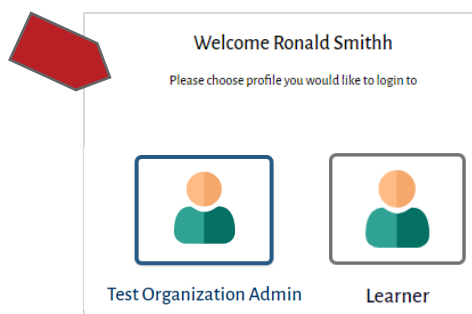 Welcome Ronald Smithh
Please choose profile you would like to login to
Test Organization Admin
Learner